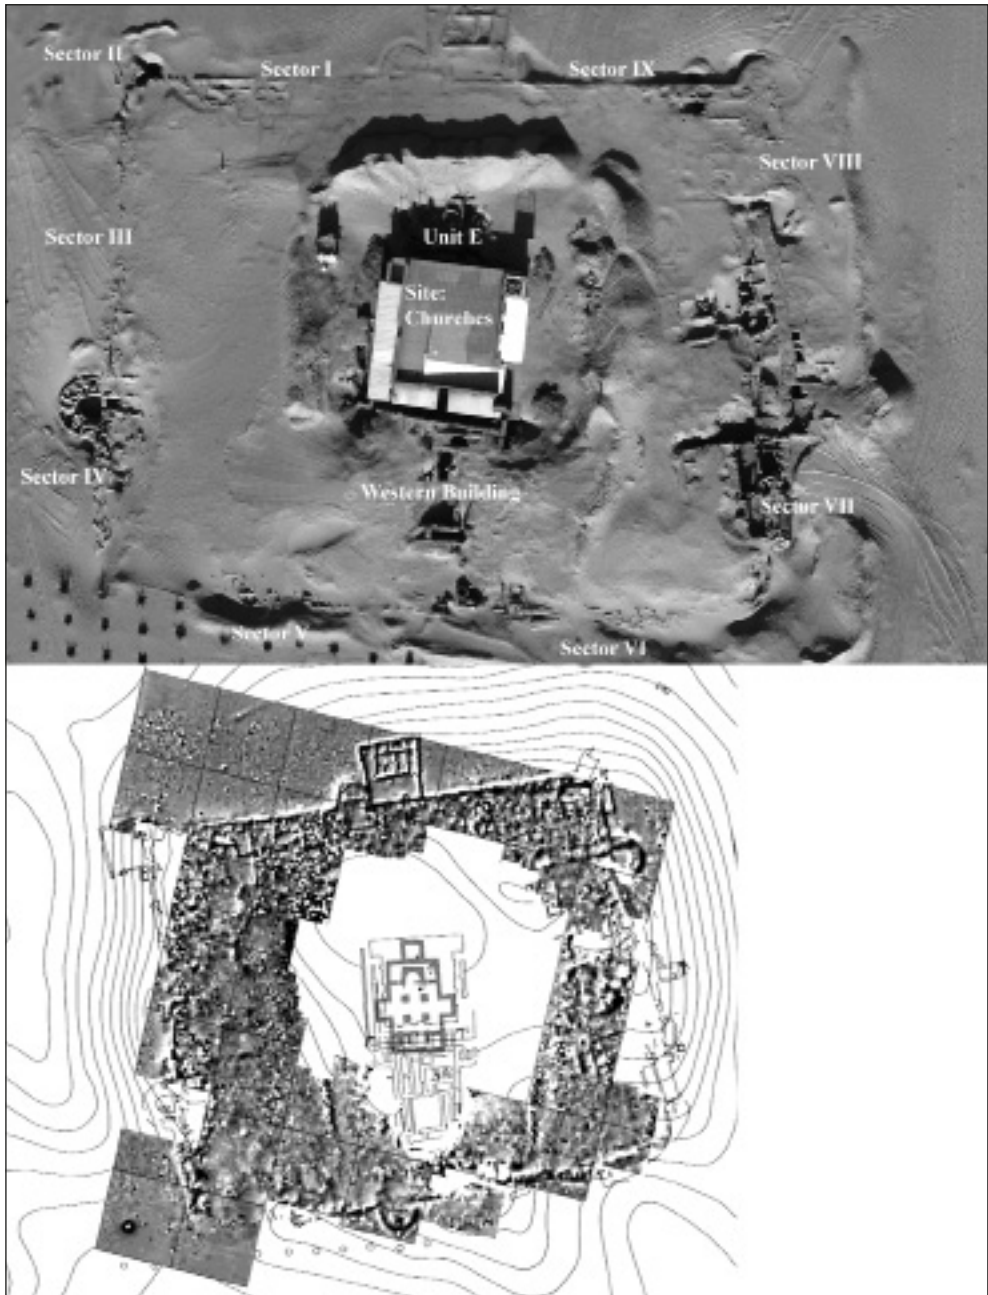 Sector II
Sector I
Sector IX
Sector VIII
Sector III
Unit E
Site:
Churches
Sector IV
Western Building
Sector VII
Sector V
Sector VI